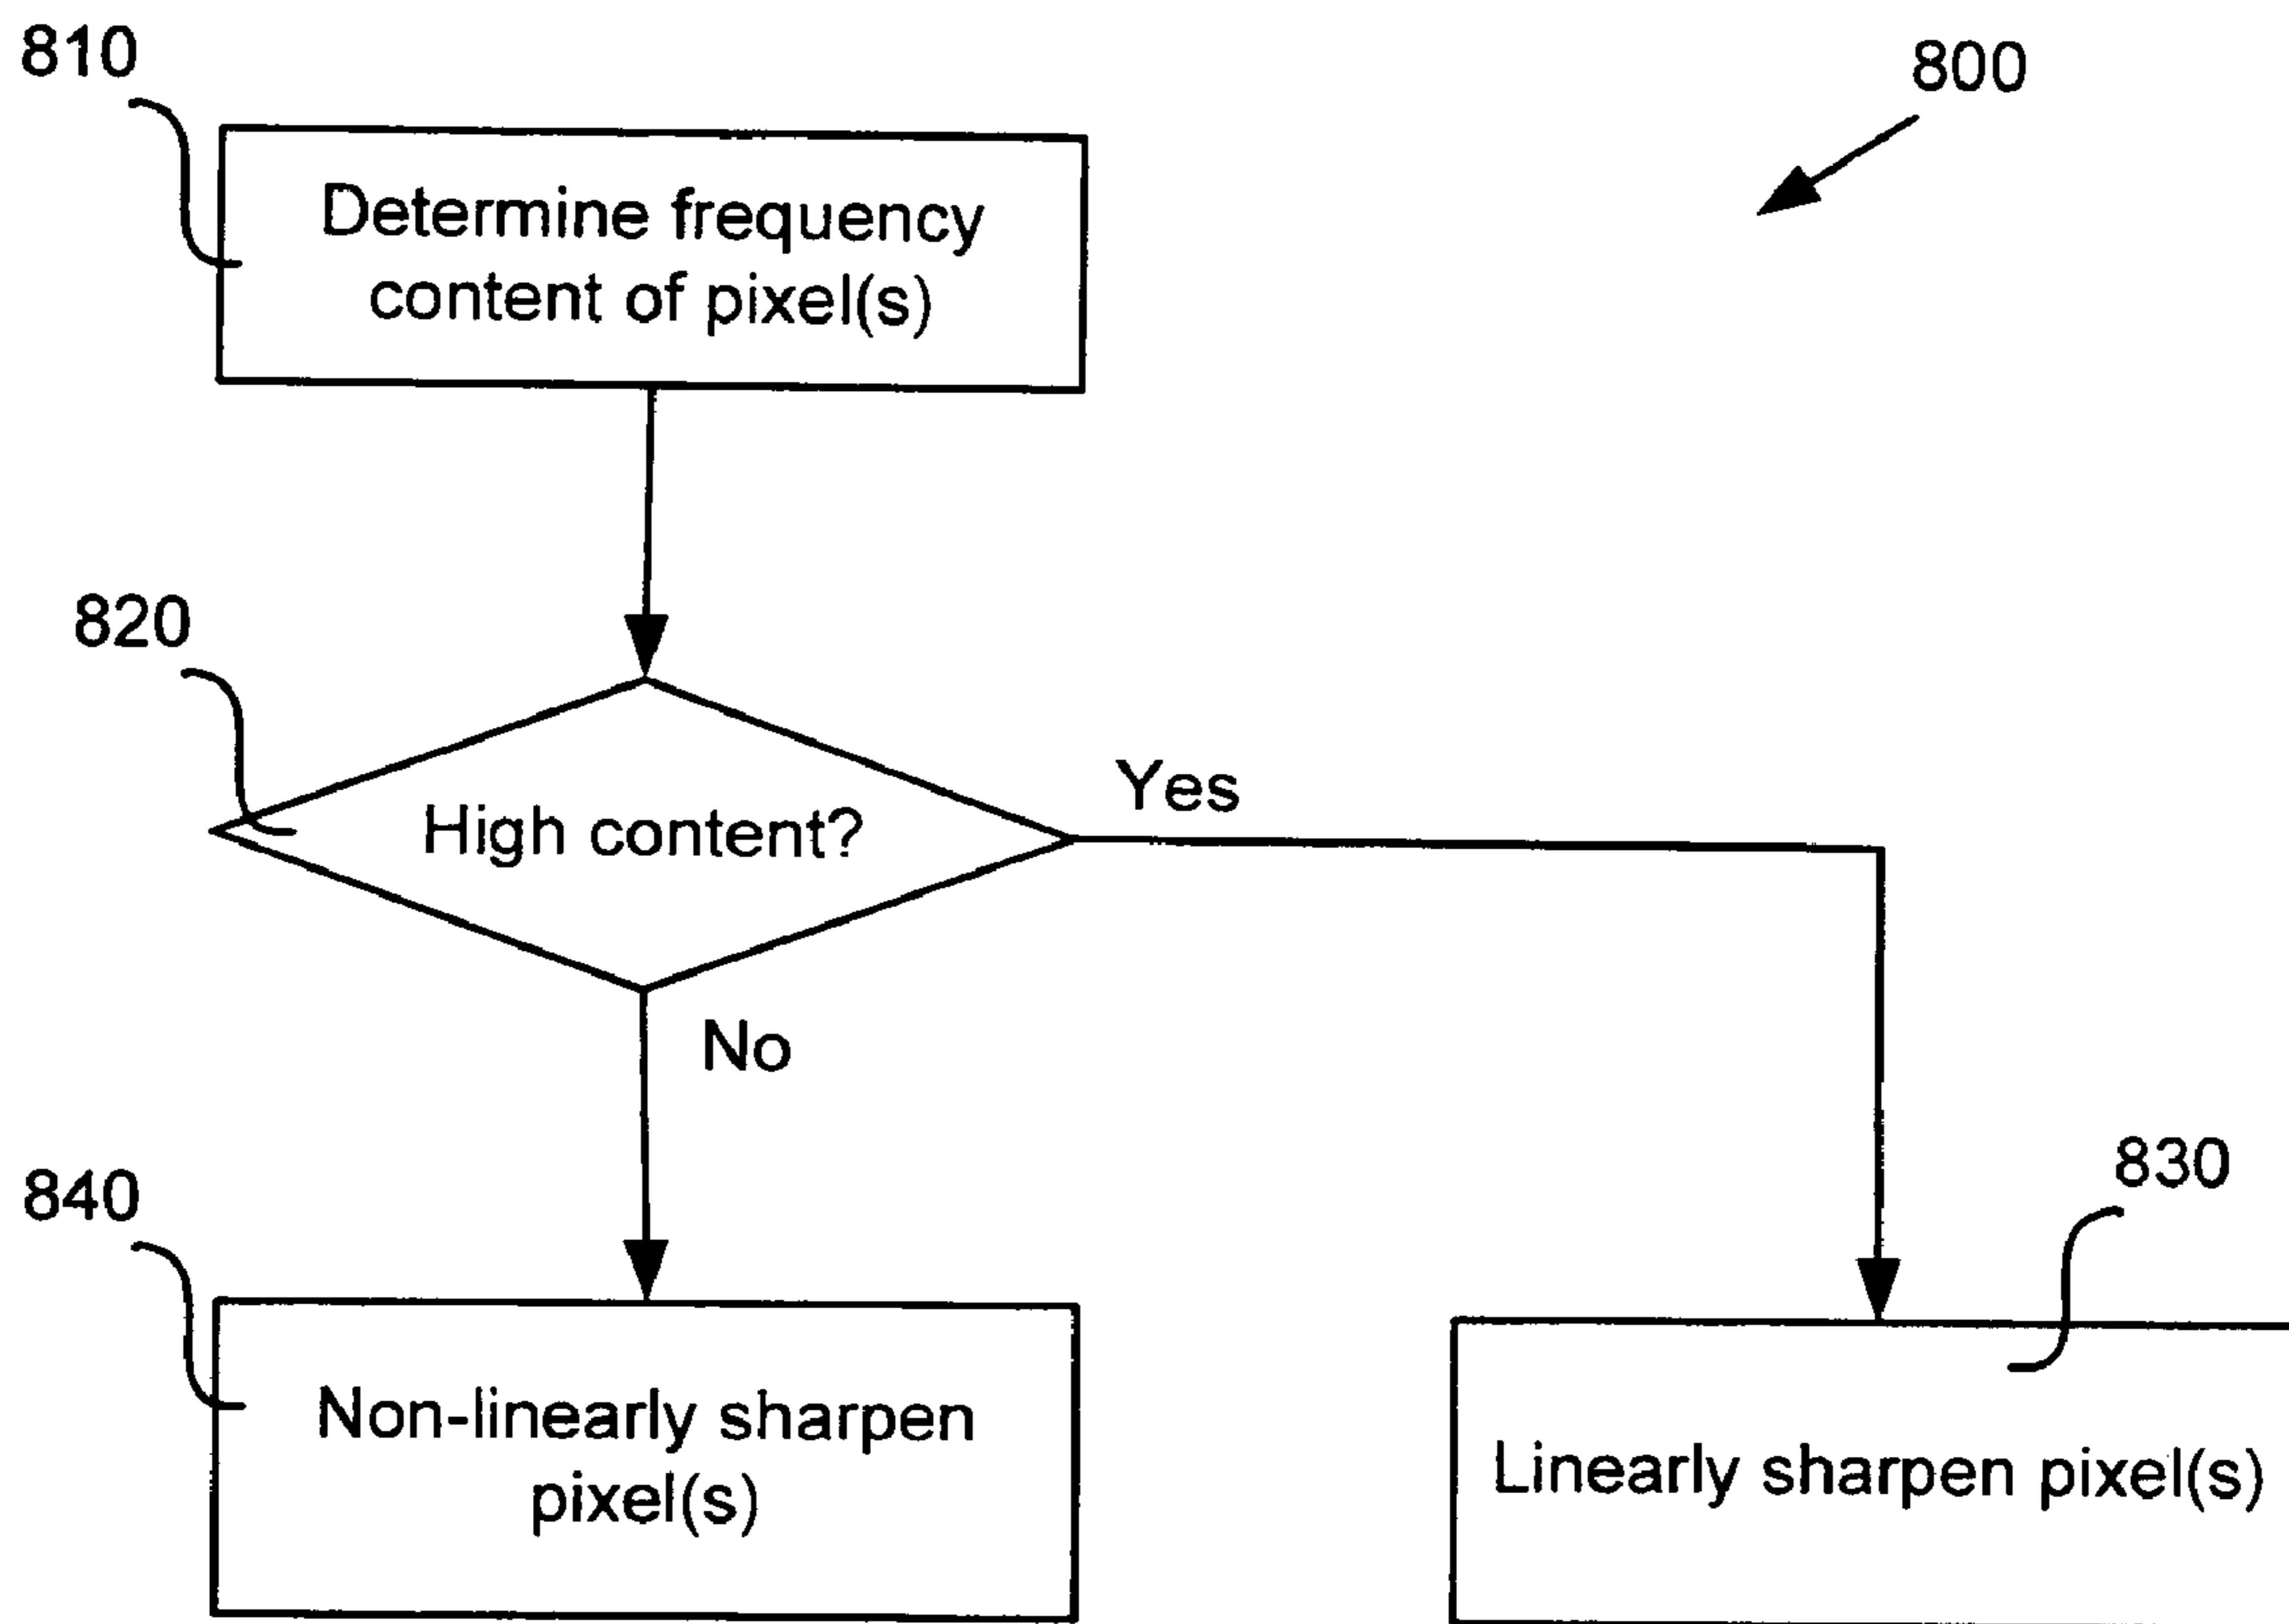 810
800
Determine frequency
content of pixel(s)
820
High content?
Yes
No
840
830
Non-linearly sharpen
pixel(s)
Linearly sharpen pixel(s)